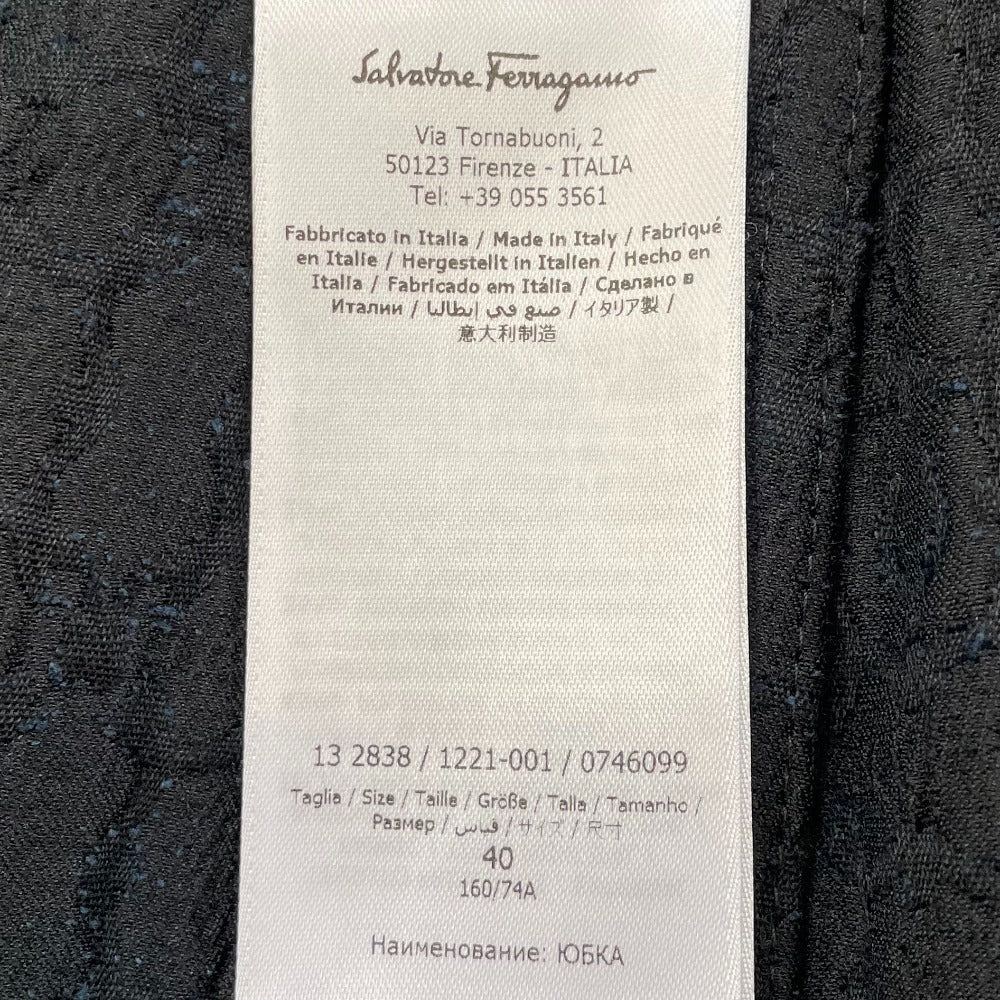 Salvatore Ferragamo
Via Tornabuoni, 2
50123 Firenze - ITALIA
Tel: +39 055 3561
Fabbricato in Italia / Made in Italy / Fabriqué
en Italie / Hergestellt in Italien / Hecho en
Italia / Fabricado em Itália / Сделано в
Италии / صنع في إيطاليا / イタリア製 /
意大利制造
13 2838 / 1221-001 / 0746099
Taglia / Size / Taille / Größe / Talla / Tamanho /
Размер / قياس / サイズ / 尺寸
40
160/74A
Наименование: ЮБКА